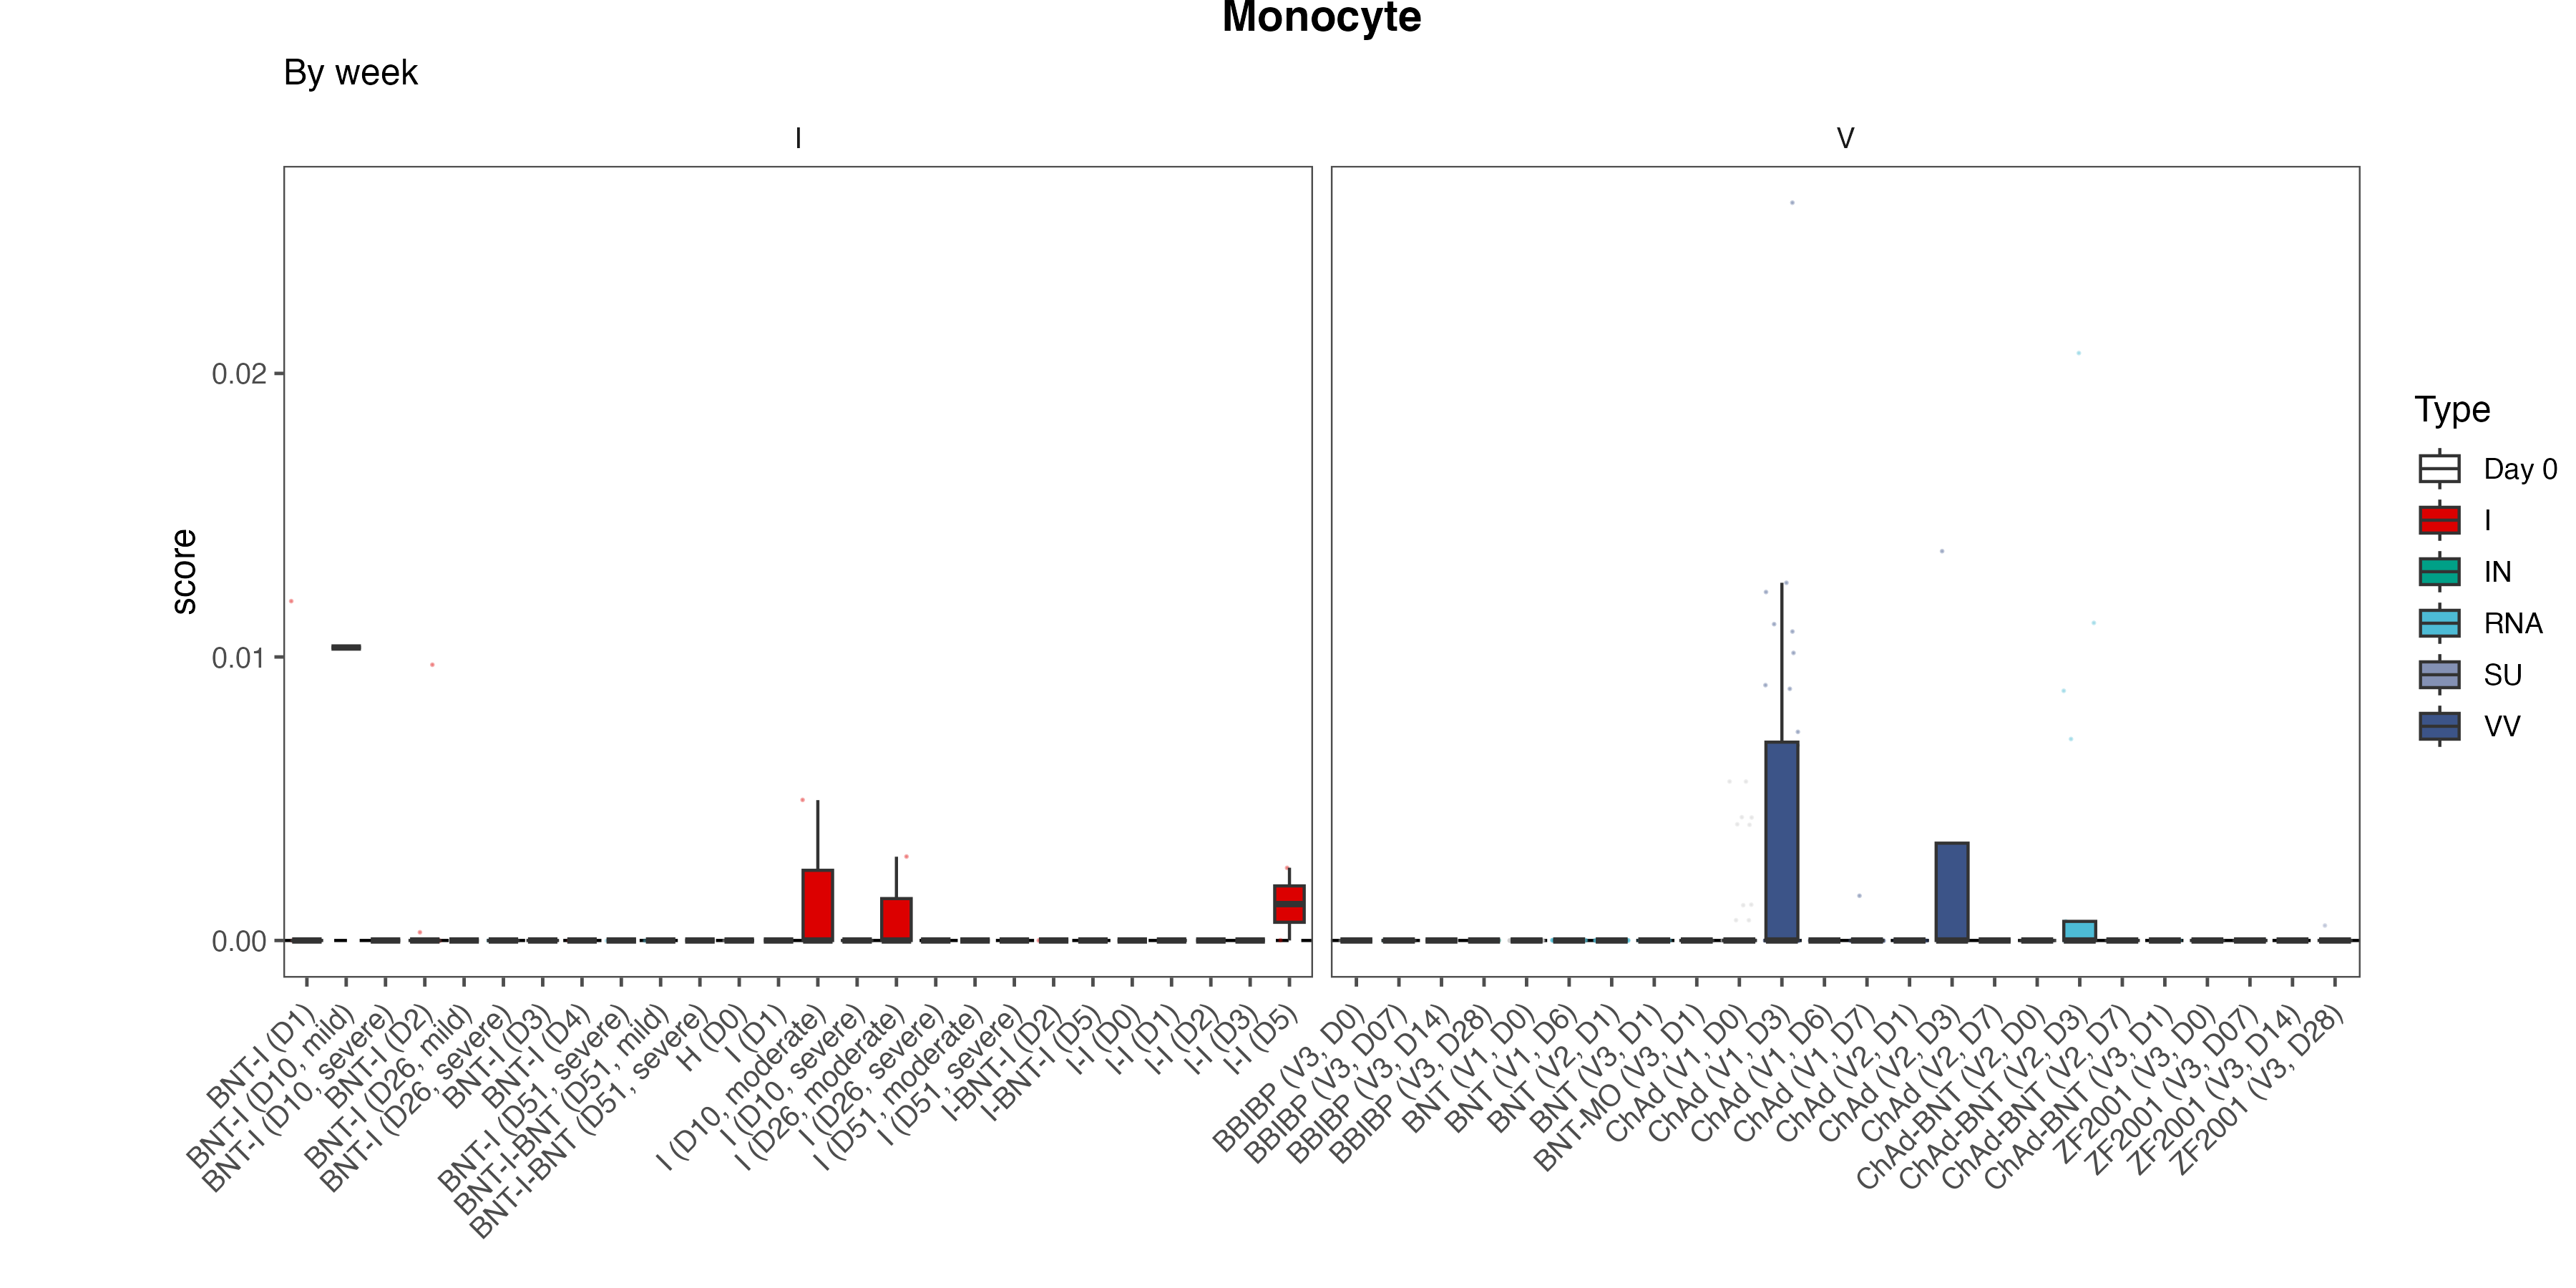 Monocyte
By week
I
V
score
0.02
0.01
0.00
BNT-I (D1)
BNT-I (D10, mild)
BNT-I (D10, severe)
BNT-I (D2)
BNT-I (D26, mild)
BNT-I (D26, severe)
BNT-I (D3)
BNT-I (D4)
BNT-I (D51, severe)
BNT-I-BNT (D51, mild)
BNT-I-BNT (D51, severe)
H (D0)
I (D1)
I (D10, moderate)
I (D10, severe)
I (D26, moderate)
I (D26, severe)
I (D51, moderate)
I (D51, severe)
I-BNT-I (D2)
I-BNT-I (D5)
I-I (D0)
I-I (D1)
I-I (D2)
I-I (D3)
I-I (D5)
BBIBP (V3, D0)
BBIBP (V3, D07)
BBIBP (V3, D14)
BBIBP (V3, D28)
BNT (V1, D0)
BNT (V1, D6)
BNT (V2, D1)
BNT (V3, D1)
BNT-MO (V3, D1)
ChAd (V1, D0)
ChAd (V1, D3)
ChAd (V1, D6)
ChAd (V1, D7)
ChAd (V2, D1)
ChAd (V2, D3)
ChAd (V2, D7)
ChAd-BNT (V2, D0)
ChAd-BNT (V2, D3)
ChAd-BNT (V2, D7)
ChAd-BNT (V3, D1)
ZF2001 (V3, D0)
ZF2001 (V3, D07)
ZF2001 (V3, D14)
ZF2001 (V3, D28)
Type
Day 0
I
IN
RNA
SU
VV